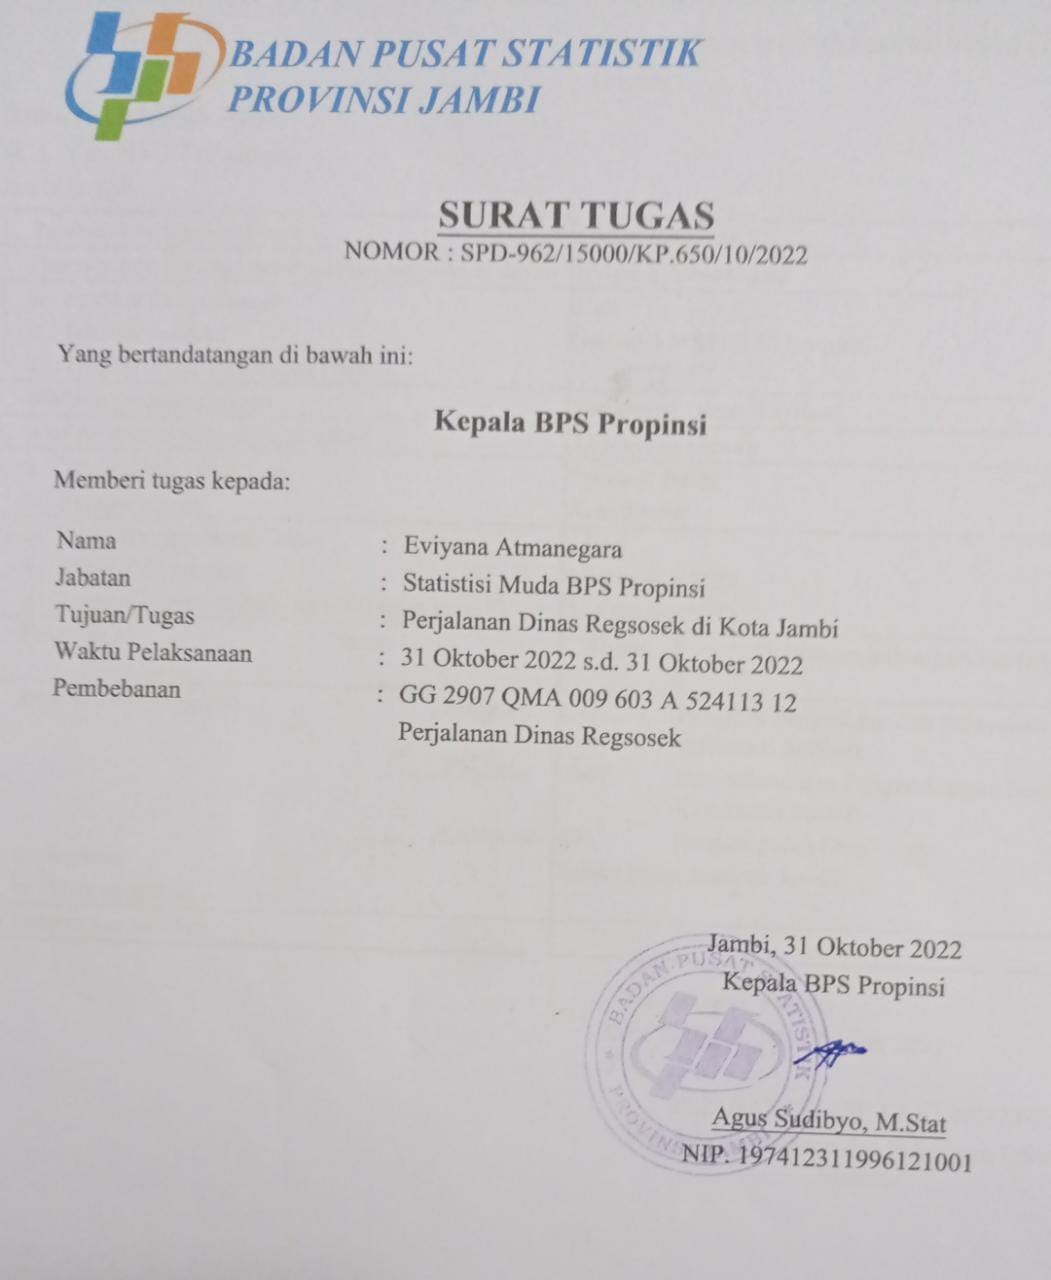 BADAN PUSAT STATISTIK
PROVINSI JAMBI
SURAT TUGAS
NOMOR : SPD-962/15000/KP.650/10/2022
Yang bertandatangan di bawah ini:
Kepala BPS Propinsi
Memberi tugas kepada:
Nama : Eviyana Atmanegara
Jabatan : Statistisi Muda BPS Propinsi
Tujuan/Tugas : Perjalanan Dinas Regsosek di Kota Jambi
Waktu Pelaksanaan : 31 Oktober 2022 s.d. 31 Oktober 2022
Pembebanan : GG 2907 QMA 009 603 A 524113 12
Perjalanan Dinas Regsosek
Jambi, 31 Oktober 2022
Kepala BPS Propinsi
BADAN PUSAT STATISTIK
PROVINSI JAMBI
Agus Sudibyo, M.Stat
NIP. 197412311996121001